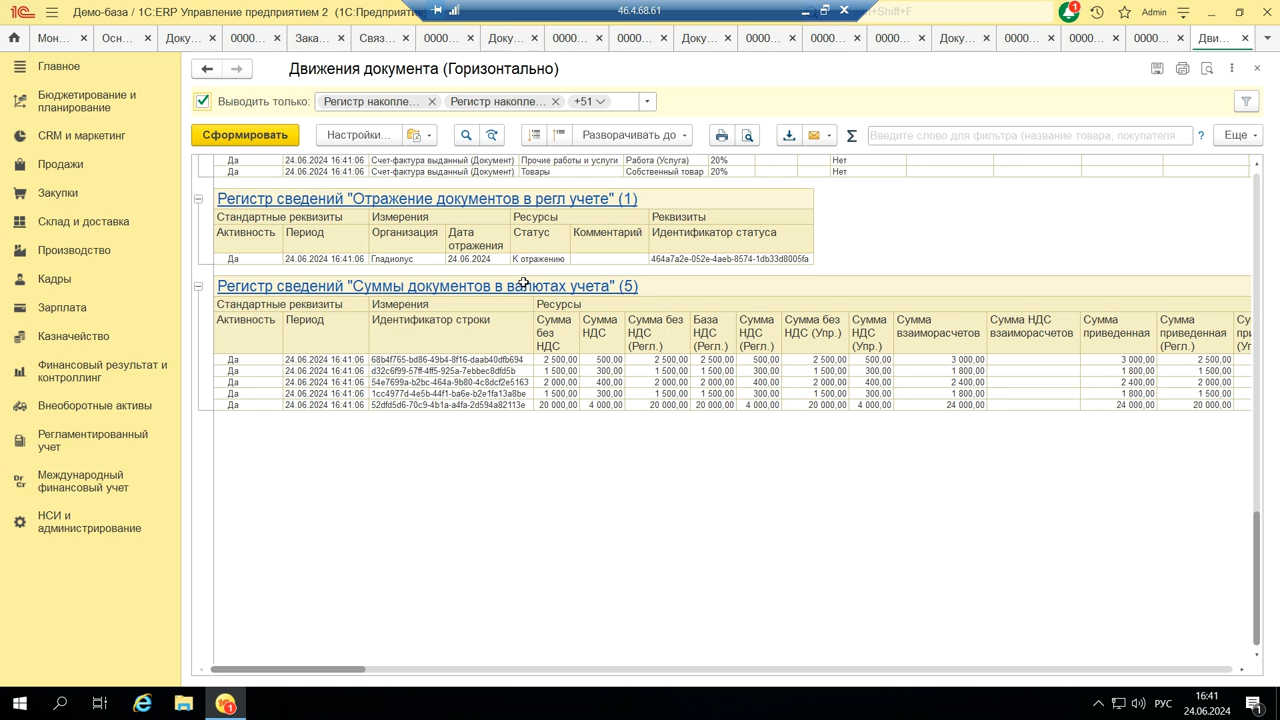 46.4.68.61
Демо-база / 1С:ERP Управление предприятием 2 (1С:Предприяти
+Shift+F
1
Admin
Мон... Осн... Доку... 0000... Зака... Связ... 0000... Доку... 0000... 0000... Доку... 0000... 0000... 0000... Доку... 0000... 0000... 0000... Дви...
Главное
Бюджетирование и
планирование
CRM и маркетинг
Продажи
Закупки
Склад и доставка
Производство
Кадры
Зарплата
Казначейство
Финансовый результат и
контроллинг
Внеоборотные активы
Регламентированный
учет
Dr
Cr
Международный
финансовый учет
НСИ и
администрирование
Движения документа (Горизонтально)
Выводить только: Регистр накопле... Регистр накопле... +51
Сформировать Настройки... Разворачивать до Σ Введите слово для фильтра (название товара, покупателя ? Еще
Да 24.06.2024 16:41:06 Счет-фактура выданный (Документ) Прочие работы и услуги Работа (Услуга) 20% Нет
Да 24.06.2024 16:41:06 Счет-фактура выданный (Документ) Товары Собственный товар 20% Нет
Регистр сведений "Отражение документов в регл учете" (1)
Стандартные реквизиты Измерения Ресурсы Реквизиты
Активность Период Организация Дата отражения Статус Комментарий Идентификатор статуса
Да 24.06.2024 16:41:06 Гладиолус 24.06.2024 К отражению 464a7a2e-052e-4aeb-8574-1db33d8005fa
Регистр сведений "Суммы документов в валютах учета" (5)
Стандартные реквизиты Измерения Ресурсы
Активность Период Идентификатор строки Сумма без НДС Сумма НДС Сумма без НДС (Регл.) База НДС (Регл.) Сумма НДС (Регл.) Сумма без НДС (Упр.) Сумма НДС (Упр.) Сумма взаиморасчетов Сумма НДС взаиморасчетов Сумма приведенная Сумма приведенная (Регл.)
Да 24.06.2024 16:41:06 68b4f765-bd86-49b4-8f16-daab40dfb694 2 500,00 500,00 2 500,00 2 500,00 500,00 2 500,00 500,00 3 000,00 3 000,00 2 500,00
Да 24.06.2024 16:41:06 d32c6f99-57ff-4ff5-925a-7ebbec8dfd5b 1 500,00 300,00 1 500,00 1 500,00 300,00 1 500,00 300,00 1 800,00 1 800,00 1 500,00
Да 24.06.2024 16:41:06 54e7699a-b2bc-464a-9b80-4c8dcf2e5163 2 000,00 400,00 2 000,00 2 000,00 400,00 2 000,00 400,00 2 400,00 2 400,00 2 000,00
Да 24.06.2024 16:41:06 1cc4977d-4e5b-44f1-ba6e-b2e1fa13a8be 1 500,00 300,00 1 500,00 1 500,00 300,00 1 500,00 300,00 1 800,00 1 800,00 1 500,00
Да 24.06.2024 16:41:06 52dfd5d6-70c9-4b1a-a4fa-2d594a82113e 20 000,00 4 000,00 20 000,00 20 000,00 4 000,00 20 000,00 4 000,00 24 000,00 24 000,00 20 000,00
РУС
16:41
24.06.2024
1